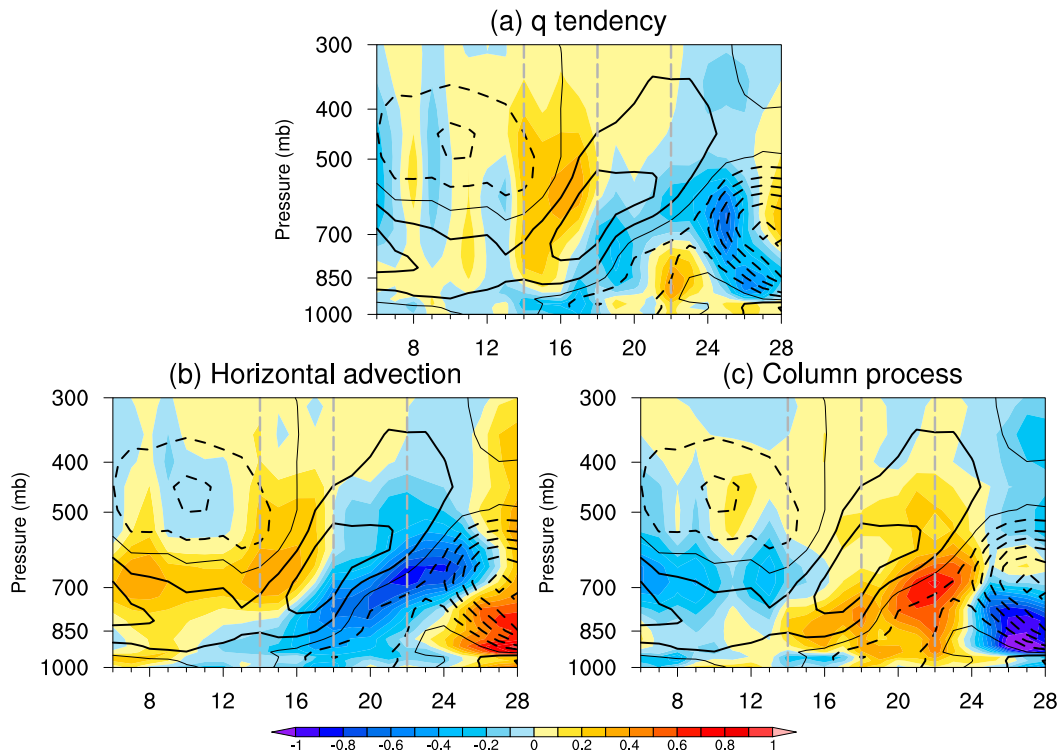 (a) q tendency
300
400
500
700
850
1000
Pressure (mb)
8 12 16 20 24 28
(b) Horizontal advection
300
400
500
700
850
1000
Pressure (mb)
8 12 16 20 24 28
(c) Column process
300
400
500
700
850
1000
Pressure (mb)
8 12 16 20 24 28
-1 -0.8 -0.6 -0.4 -0.2 0 0.2 0.4 0.6 0.8 1